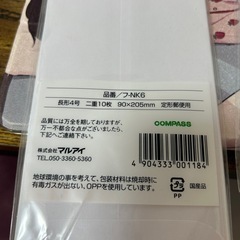 品番／フ-NK6
長形4号 二重10枚 90×205mm 定形郵便用
品質には万全を期しておりますが、
万一不都合な点がございましたら、
下記へご連絡下さい。
COMPASS
株式会社マルアイ
TEL.050-3360-5360
4 904333 001184
地球環境の事を考えて、包装材料は焼却時に
有毒ガスが出ない、OPPを使用しています。
プラ
PP
国産品